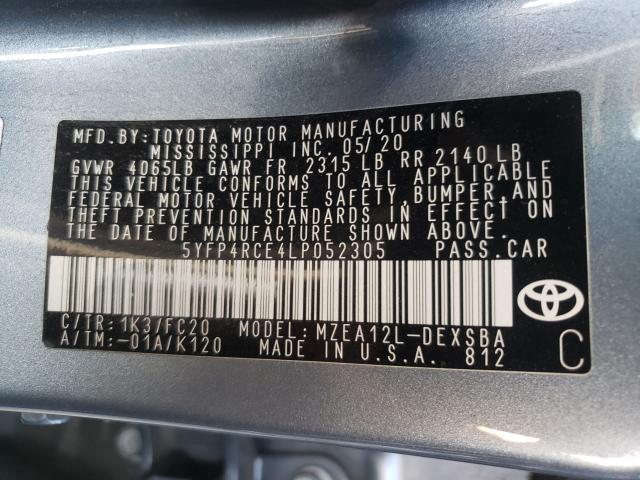 MFD. BY: TOYOTA MOTOR MANUFACTURING
MISSISSIPPI INC. 05/20
GVWR 4065LB GAWR FR. 2315 LB RR 2140 LB
THIS VEHICLE CONFORMS TO ALL APPLICABLE
FEDERAL MOTOR VEHICLE SAFETY, BUMPER, AND
THEFT PREVENTION STANDARDS IN EFFECT ON
THE DATE OF MANUFACTURE SHOWN ABOVE.
5YFP4RCE4LP052305 PASS. CAR
C/TR: 1K3/FC20 MODEL: MZEA12L-DEXSBA
A/TM: -01A/K120 MADE IN U.S.A. 812
C